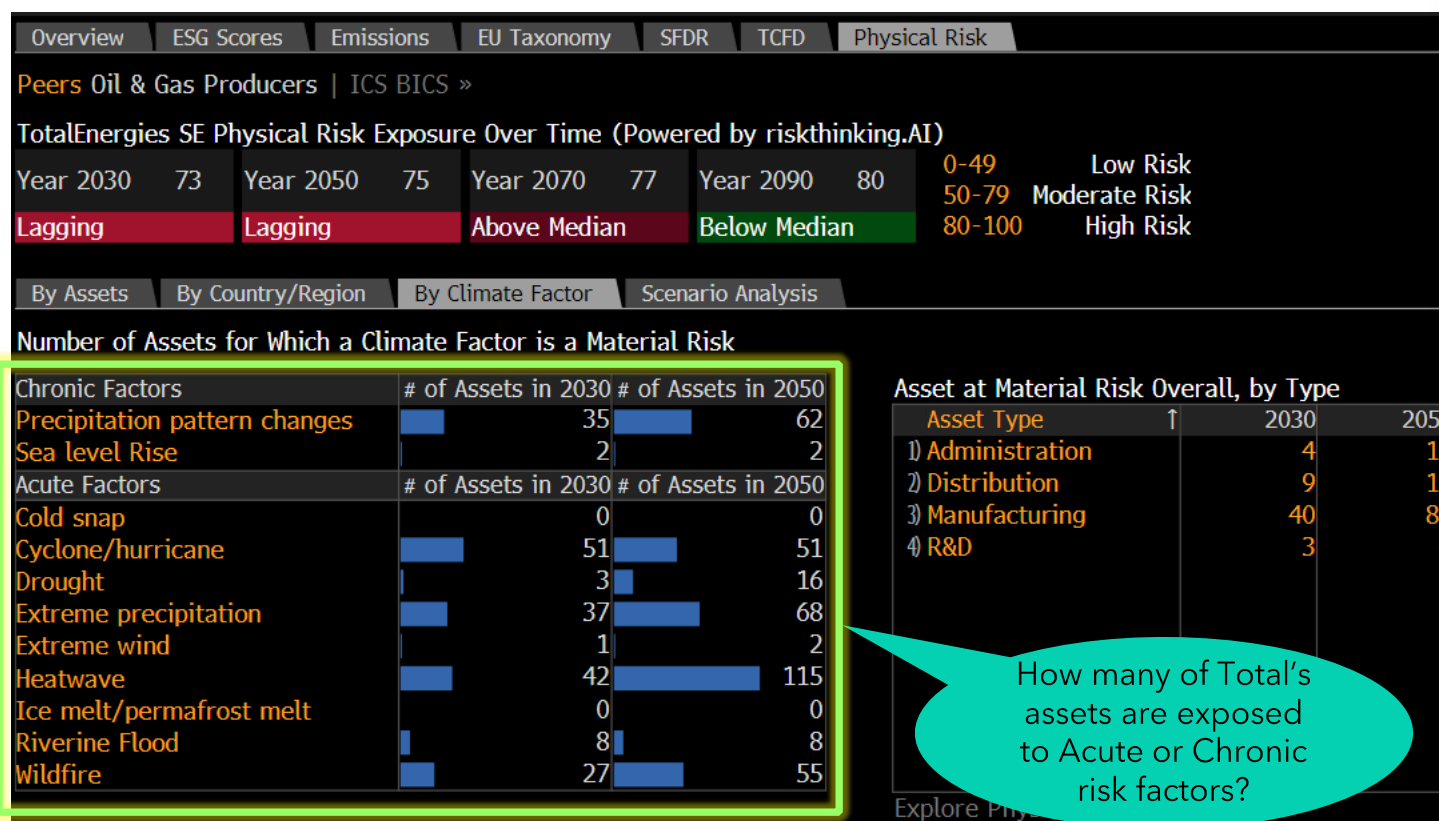 Overview ESG Scores Emissions EU Taxonomy SFDR TCFD Physical Risk
Peers Oil & Gas Producers | ICS BICS »
TotalEnergies SE Physical Risk Exposure Over Time (Powered by riskthinking.AI)
Year 2030 73 Year 2050 75 Year 2070 77 Year 2090 80
Lagging Lagging Above Median Below Median
0-49 Low Risk
50-79 Moderate Risk
80-100 High Risk
By Assets By Country/Region By Climate Factor Scenario Analysis
Number of Assets for Which a Climate Factor is a Material Risk
Chronic Factors # of Assets in 2030 # of Assets in 2050
Precipitation pattern changes 35 62
Sea level Rise 2 2
Acute Factors # of Assets in 2030 # of Assets in 2050
Cold snap 0 0
Cyclone/hurricane 51 51
Drought 3 16
Extreme precipitation 37 68
Extreme wind 1 2
Heatwave 42 115
Ice melt/permafrost melt 0 0
Riverine Flood 8 8
Wildfire 27 55
Asset at Material Risk Overall, by Type
Asset Type ↑ 2030
1) Administration 4
2) Distribution 9
3) Manufacturing 40
4) R&D 3
How many of Total's
assets are exposed
to Acute or Chronic
risk factors?
Explore